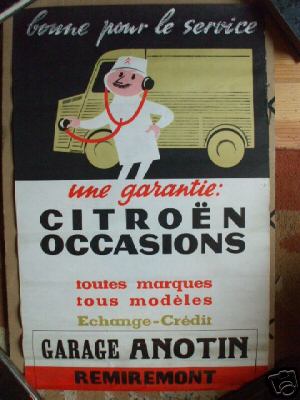 bonne pour le service
une garantie:
CITROËN
OCCASIONS
toutes marques
tous modèles
Echange-Crédit
GARAGE ANOTIN
REMIREMONT